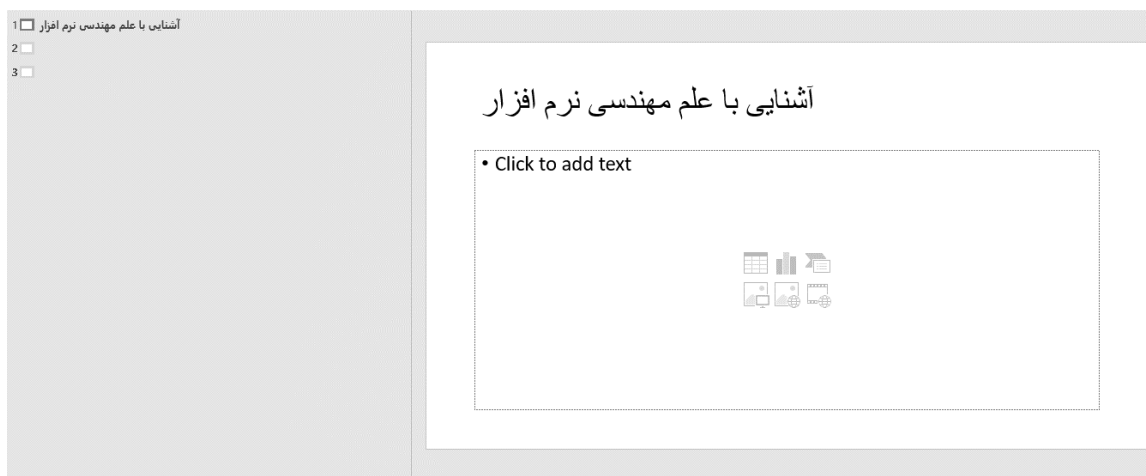 1 آشنایی با علم مهندسی نرم افزار
2
3
آشنایی با علم مهندسی نرم افزار
• Click to add text